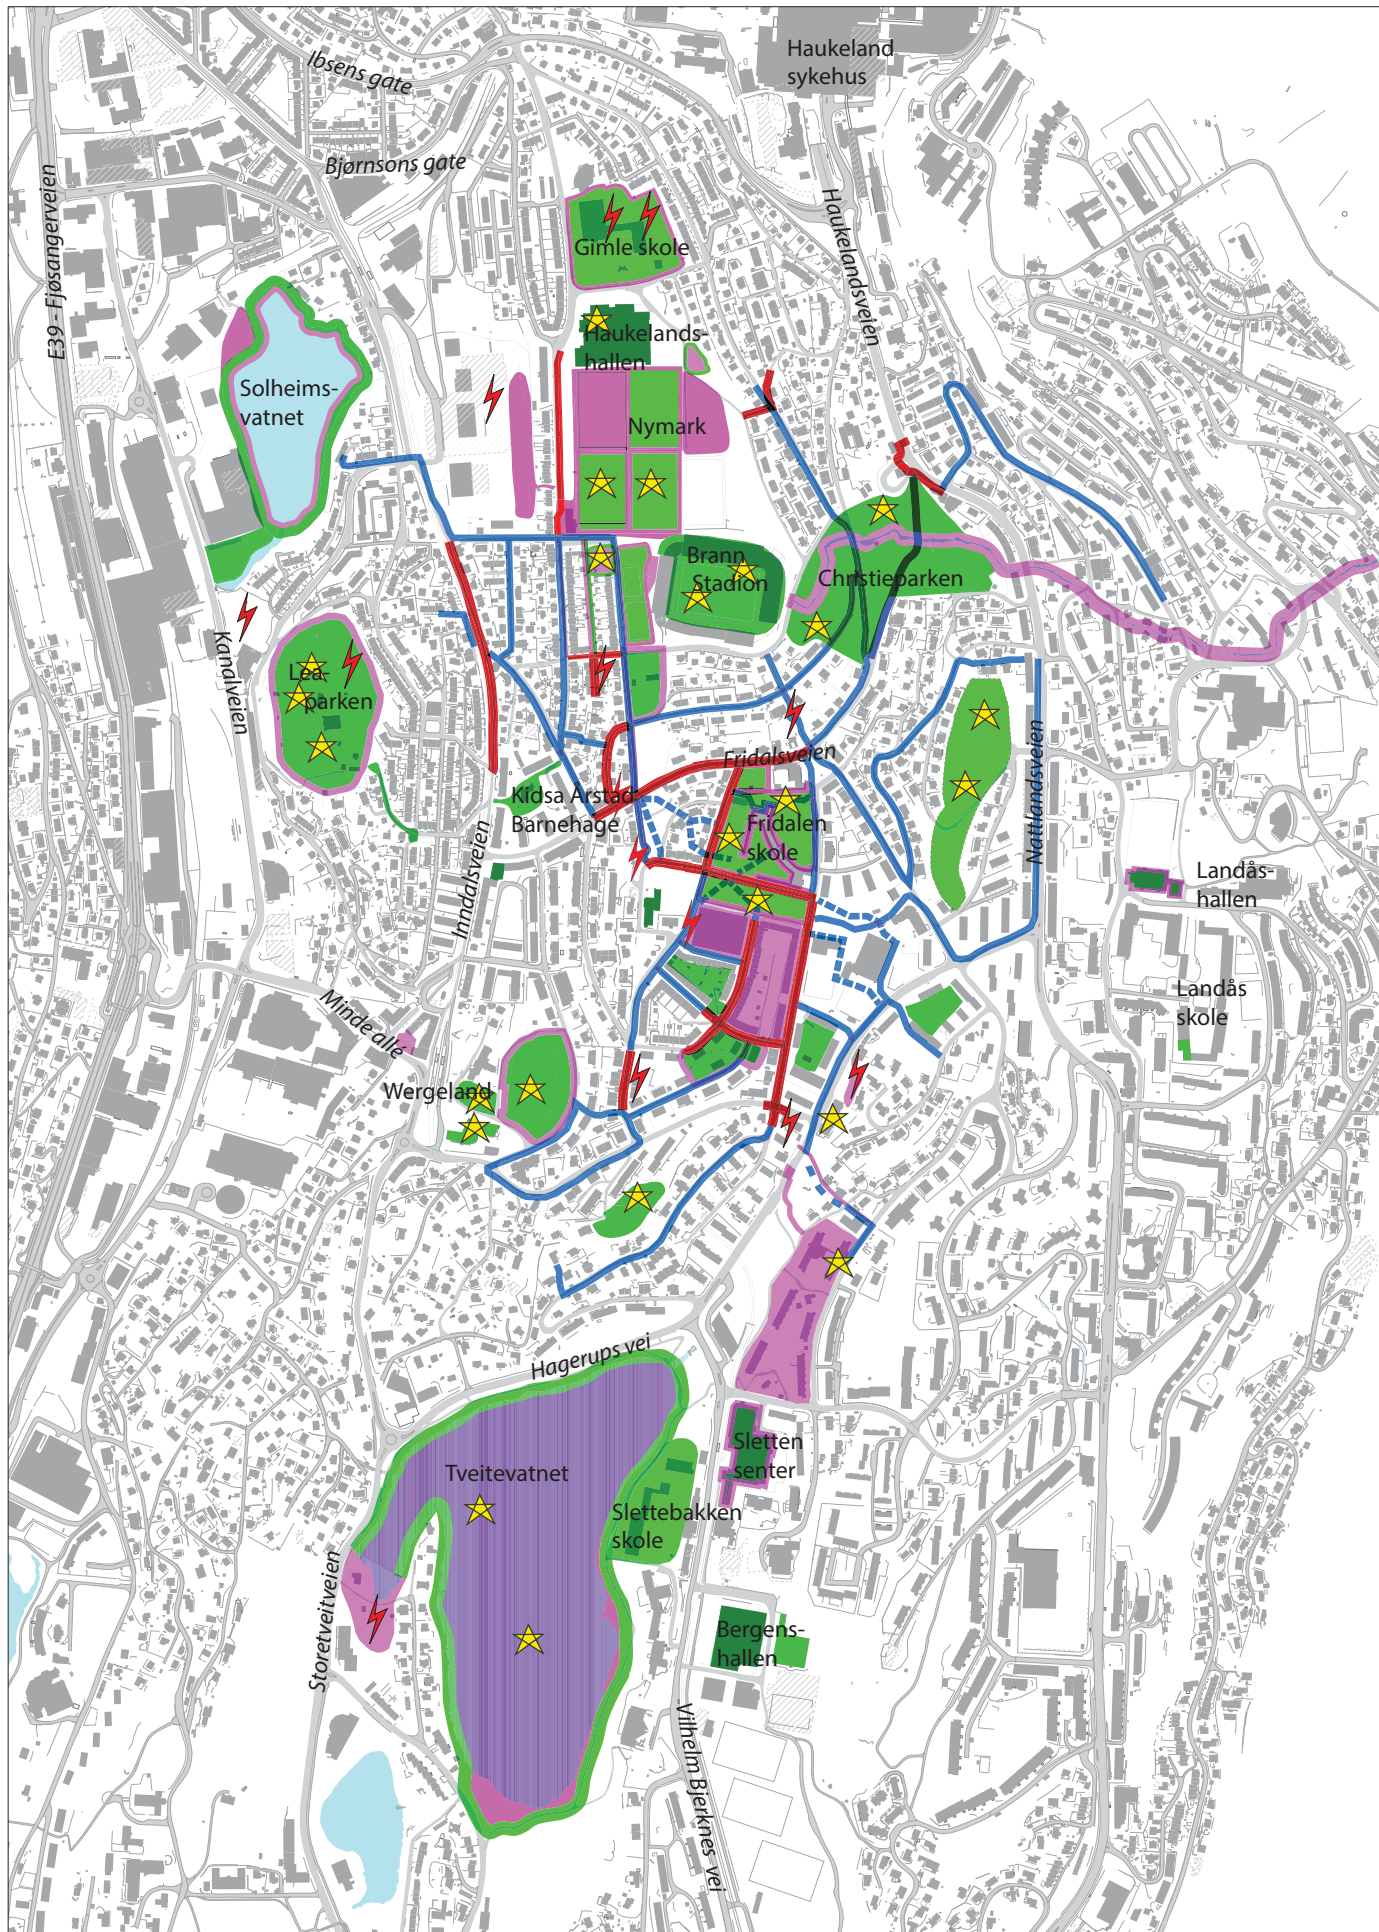 Haukeland
sykehus
Ibsens gate
Bjørnsons gate
E39 - Fjøsangerveien
Haukelandsveien
Gimle skole
Haukelands-
hallen
Solheims-
vatnet
Nymark
Brann
Stadion
Christieparken
Kanalveien
Lea
parken
Fridalsveien
Nattlandsveien
Kidsa Årstad
Barnehage
Fridalen
skole
Inndalsveien
Landås-
hallen
Landås
skole
Minde allé
Wergeland
Hagerups vei
Sletten
senter
Tveitevatnet
Slettebakken
skole
Storetveitveien
Bergens-
hallen
Vilhelm Bjerknes vei